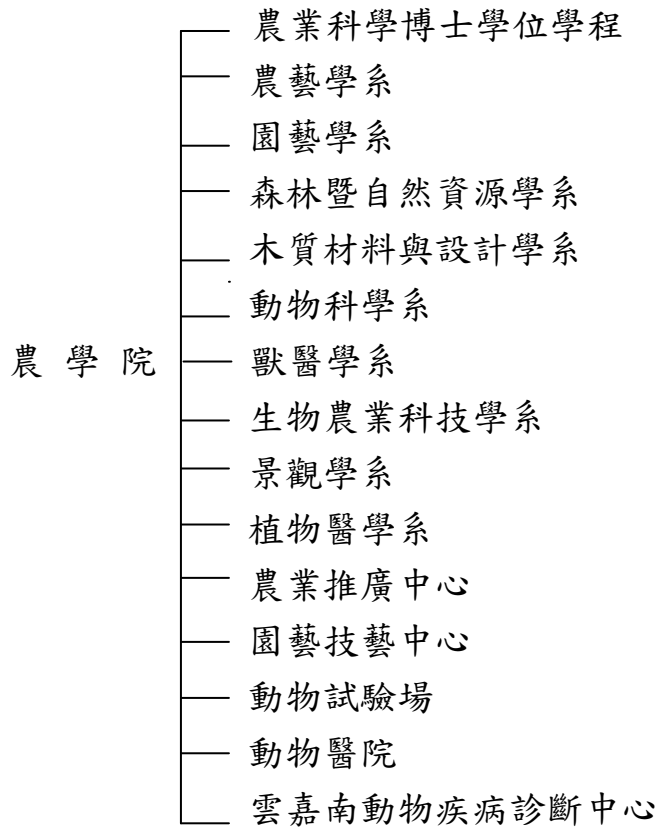 農業科學博士學位學程
農藝學系
園藝學系
森林暨自然資源學系
木質材料與設計學系
動物科學系
農 學 院
獸醫學系
生物農業科技學系
景觀學系
植物醫學系
農業推廣中心
園藝技藝中心
動物試驗場
動物醫院
雲嘉南動物疾病診斷中心